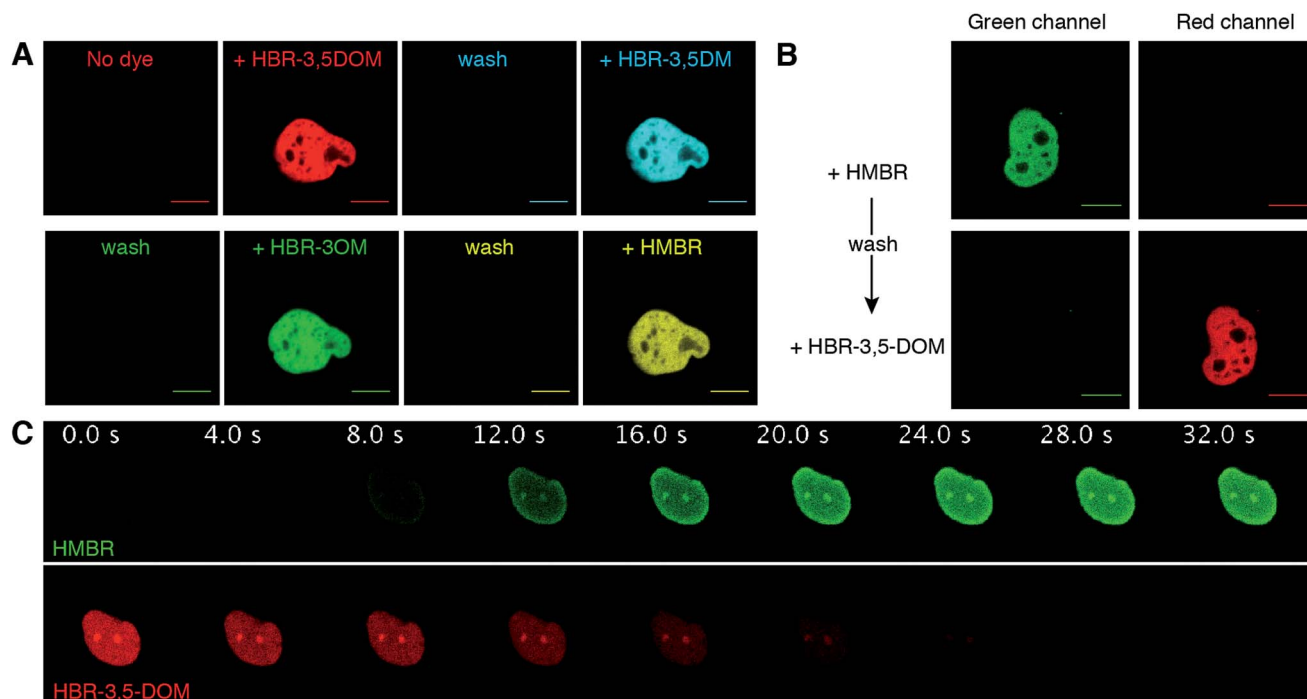 A
No dye
+ HBR-3,5DOM
wash
+ HBR-3,5DM
wash
+ HBR-3OM
wash
+ HMBR
B
Green channel
Red channel
+ HMBR
wash
+ HBR-3,5-DOM
C
0.0 s
4.0 s
8.0 s
12.0 s
16.0 s
20.0 s
24.0 s
28.0 s
32.0 s
HMBR
HBR-3,5-DOM